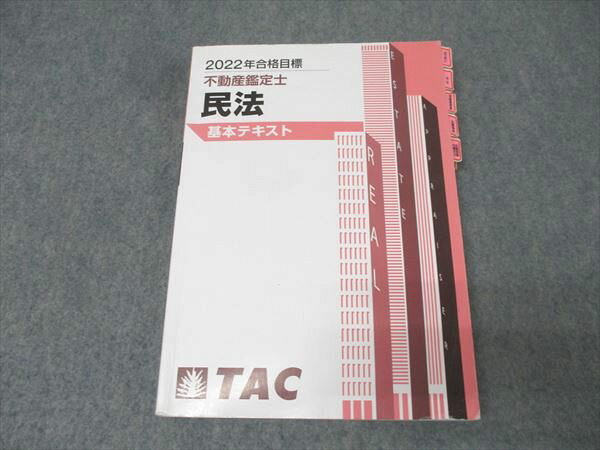 2022年合格目標
不動産鑑定士
民法
基本テキスト
REAL
ESTATE
APPRAISER
TAC